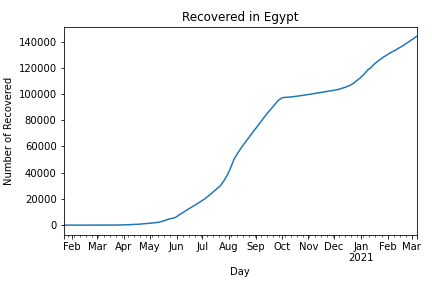 Recovered in Egypt
Number of Recovered
140000
120000
100000
80000
60000
40000
20000
0
Feb Mar Apr May Jun Jul Aug Sep Oct Nov Dec Jan Feb Mar
2021
Day